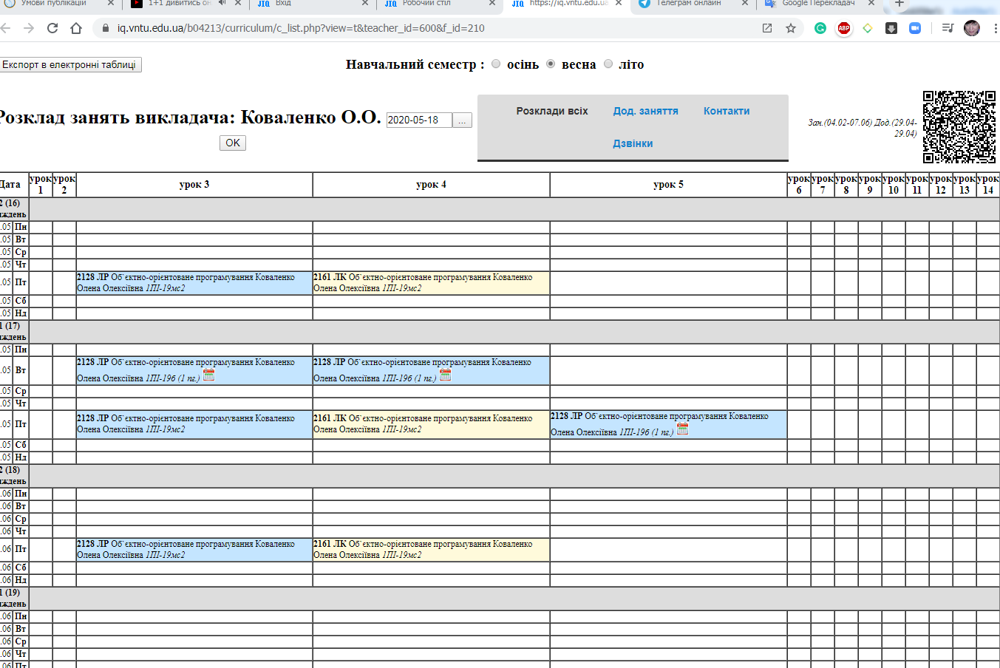 Умови публікацій
1+1 дивитись он
Вхід
Робочий стіл
https://iq.vntu.edu.ua
Телеграм онлайн
Google Перекладач
iq.vntu.edu.ua/b04213/curriculum/c_list.php?view=t&teacher_id=600&f_id=210
ABP
Експорт в електронні таблиці
Навчальний семестр : осінь весна літо
Розклад занять викладача: Коваленко О.О. 2020-05-18 ...
OK
Розклади всіх Дод. заняття Контакти
Дзвінки
Зан.(04.02-07.06) Дод.(29.04-
29.04)
Дата урок 1 урок 2 урок 3 урок 4 урок 5 урок 6 урок 7 урок 8 урок 9 урок 10 урок 11 урок 12 урок 13 урок 14
2 (16)
иждень
.05 Пн
.05 Вт
.05 Ср
.05 Чт
.05 Пт
2128 ЛР Об`єктно-орієнтоване програмування Коваленко
Олена Олексіївна 1ПІ-19мс2
2161 ЛК Об`єктно-орієнтоване програмування Коваленко
Олена Олексіївна 1ПІ-19мс2
.05 Сб
.05 Нд
1 (17)
иждень
.05 Пн
.05 Вт
2128 ЛР Об`єктно-орієнтоване програмування Коваленко
Олена Олексіївна 1ПІ-19б (1 пг.)
2128 ЛР Об`єктно-орієнтоване програмування Коваленко
Олена Олексіївна 1ПІ-19б (1 пг.)
.05 Ср
.05 Чт
.05 Пт
2128 ЛР Об`єктно-орієнтоване програмування Коваленко
Олена Олексіївна 1ПІ-19мс2
2161 ЛК Об`єктно-орієнтоване програмування Коваленко
Олена Олексіївна 1ПІ-19мс2
2128 ЛР Об`єктно-орієнтоване програмування Коваленко
Олена Олексіївна 1ПІ-19б (1 пг.)
.05 Сб
.05 Нд
2 (18)
иждень
.06 Пн
.06 Вт
.06 Ср
.06 Чт
.06 Пт
2128 ЛР Об`єктно-орієнтоване програмування Коваленко
Олена Олексіївна 1ПІ-19мс2
2161 ЛК Об`єктно-орієнтоване програмування Коваленко
Олена Олексіївна 1ПІ-19мс2
.06 Сб
.06 Нд
1 (19)
иждень
.06 Пн
.06 Вт
.06 Ср
.06 Чт
.06 Пт